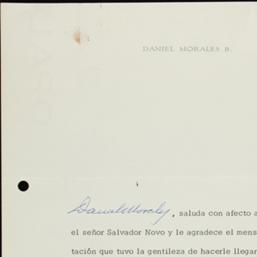 DANIEL MORALES B.
Daniel Morales, saluda con afecto a
el señor Salvador Novo y le agradece el mens
tación que tuvo la gentileza de hacerle llegar